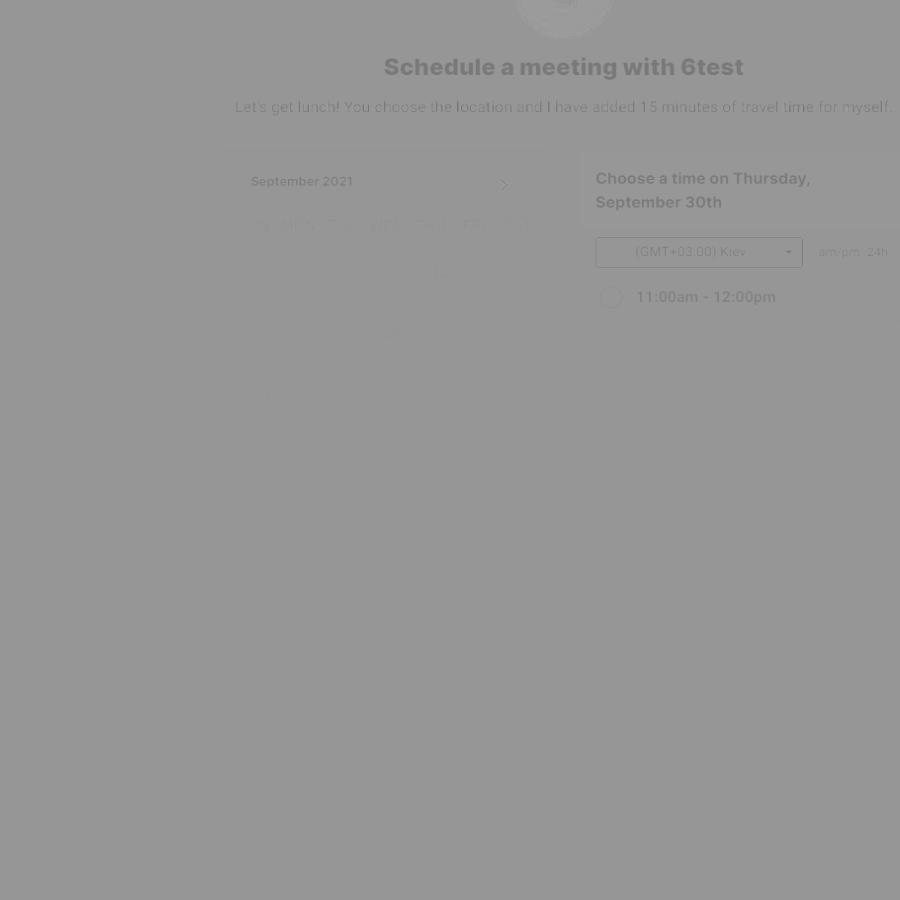 Schedule a meeting with 6test
Let's get lunch! You choose the location and I have added 15 minutes of travel time for myself.
September 2021
Choose a time on Thursday,
September 30th
(GMT+03:00) Kiev
am/pm 24h
11:00am - 12:00pm